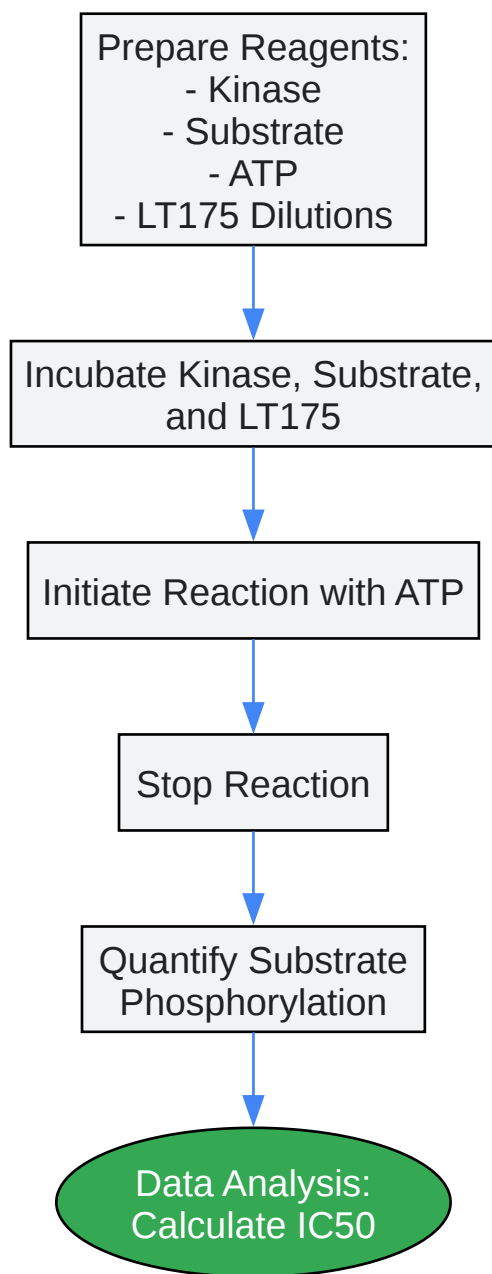 Prepare Reagents:
- Kinase
- Substrate
- ATP
- LT175 Dilutions
Incubate Kinase, Substrate,
and LT175
Initiate Reaction with ATP
Stop Reaction
Quantify Substrate
Phosphorylation
Data Analysis:
Calculate IC50